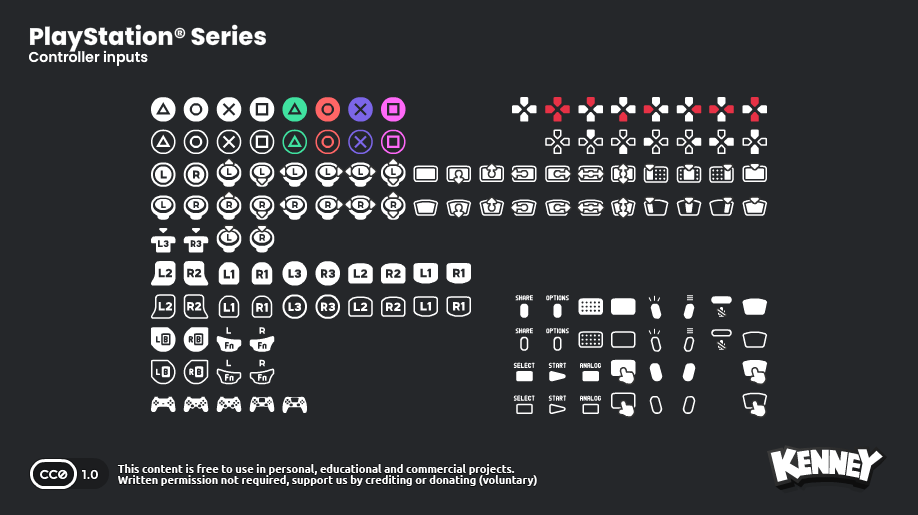 PlayStation® Series
Controller inputs
L R L L L L L L
L R R R R R R R
L3 R3 L R
L2 R2 L1 R1 L3 R3 L2 R2 L1 R1
L2 R2 L1 R1 L3 R3 L2 R2 L1 R1
SHARE OPTIONS
LB RB L Fn R Fn
SHARE OPTIONS
LB RB L Fn R Fn
SELECT START ANALOG
SELECT START ANALOG
CC0 1.0
This content is free to use in personal, educational and commercial projects.
Written permission not required, support us by crediting or donating (voluntary)
KENNEY